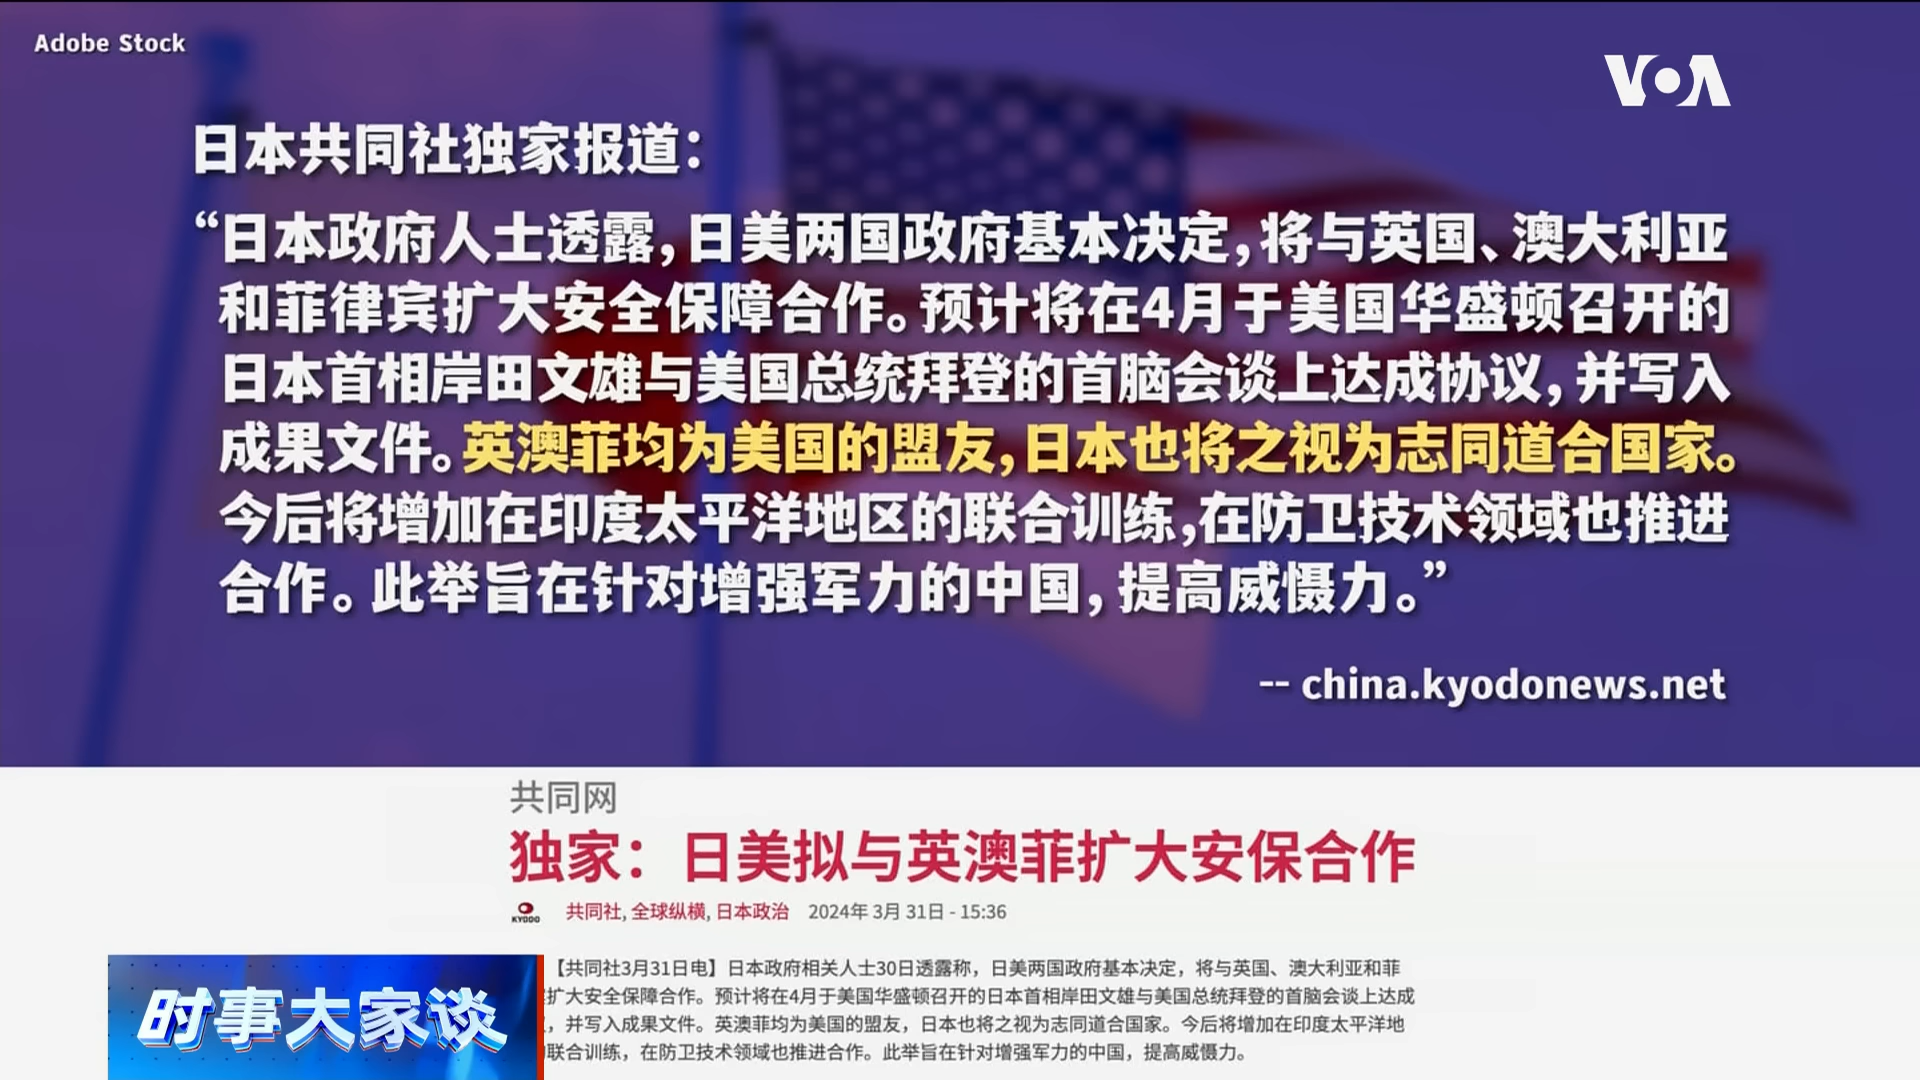 Adobe Stock
VOA
日本共同社独家报道：
“日本政府人士透露，日美两国政府基本决定，将与英国、澳大利亚
和菲律宾扩大安全保障合作。预计将在4月于美国华盛顿召开的
日本首相岸田文雄与美国总统拜登的首脑会谈上达成协议，并写入
成果文件。英澳菲均为美国的盟友，日本也将之视为志同道合国家。
今后将增加在印度太平洋地区的联合训练，在防卫技术领域也推进
合作。此举旨在针对增强军力的中国，提高威慑力。”
-- china.kyodonews.net
共同网
独家：日美拟与英澳菲扩大安保合作
KYODO 共同社, 全球纵横, 日本政治 2024年 3月 31日 - 15:36
【共同社3月31日电】日本政府相关人士30日透露称，日美两国政府基本决定，将与英国、澳大利亚和菲
扩大安全保障合作。预计将在4月于美国华盛顿召开的日本首相岸田文雄与美国总统拜登的首脑会谈上达成
，并写入成果文件。英澳菲均为美国的盟友，日本也将之视为志同道合国家。今后将增加在印度太平洋地
联合训练，在防卫技术领域也推进合作。此举旨在针对增强军力的中国，提高威慑力。
时事大家谈